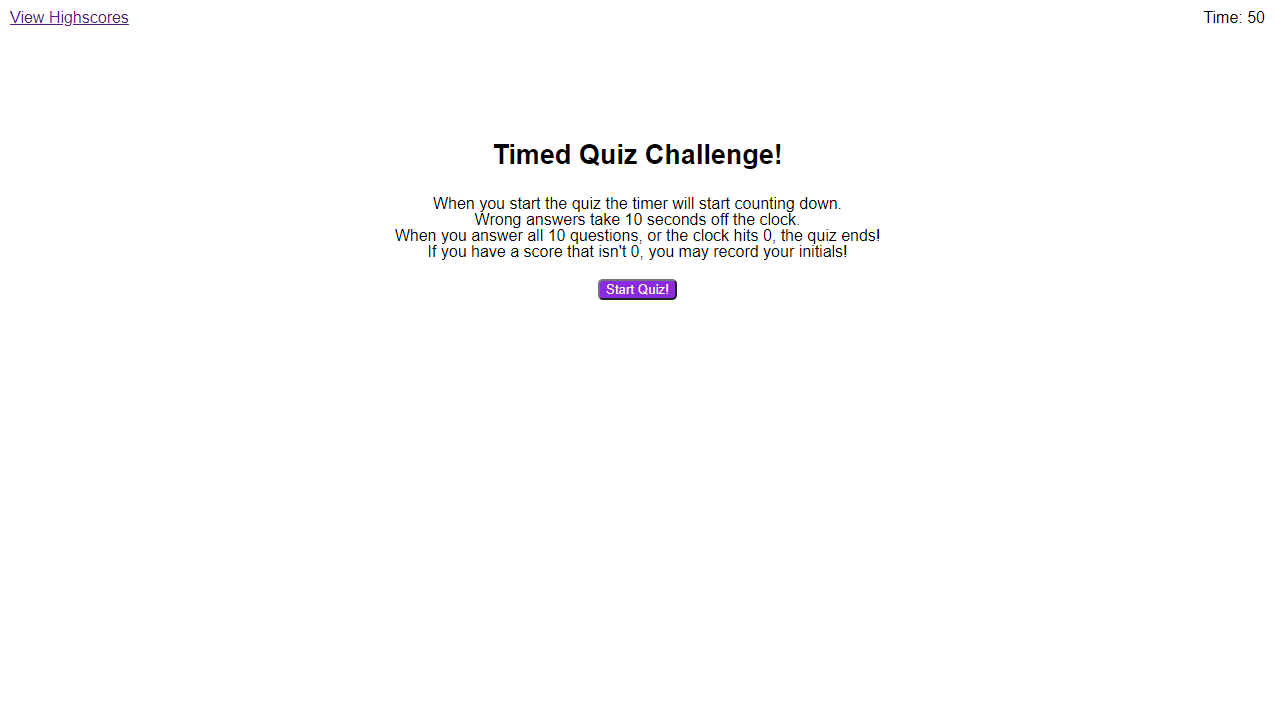 View Highscores
Time: 50
Timed Quiz Challenge!
When you start the quiz the timer will start counting down.
Wrong answers take 10 seconds off the clock.
When you answer all 10 questions, or the clock hits 0, the quiz ends!
If you have a score that isn't 0, you may record your initials!
Start Quiz!